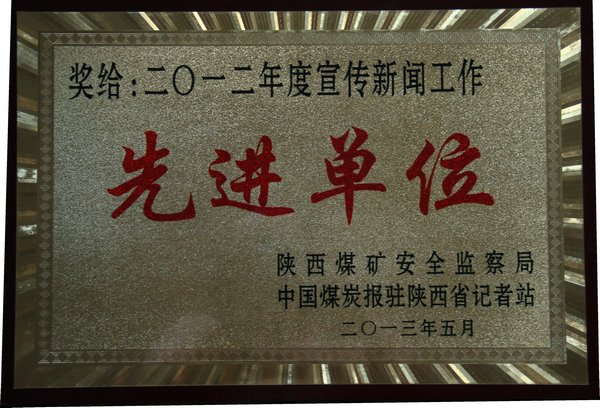 奖给：二〇一二年度宣传新闻工作
先进单位
陕西煤矿安全监察局
中国煤炭报驻陕西省记者站
二〇一三年五月